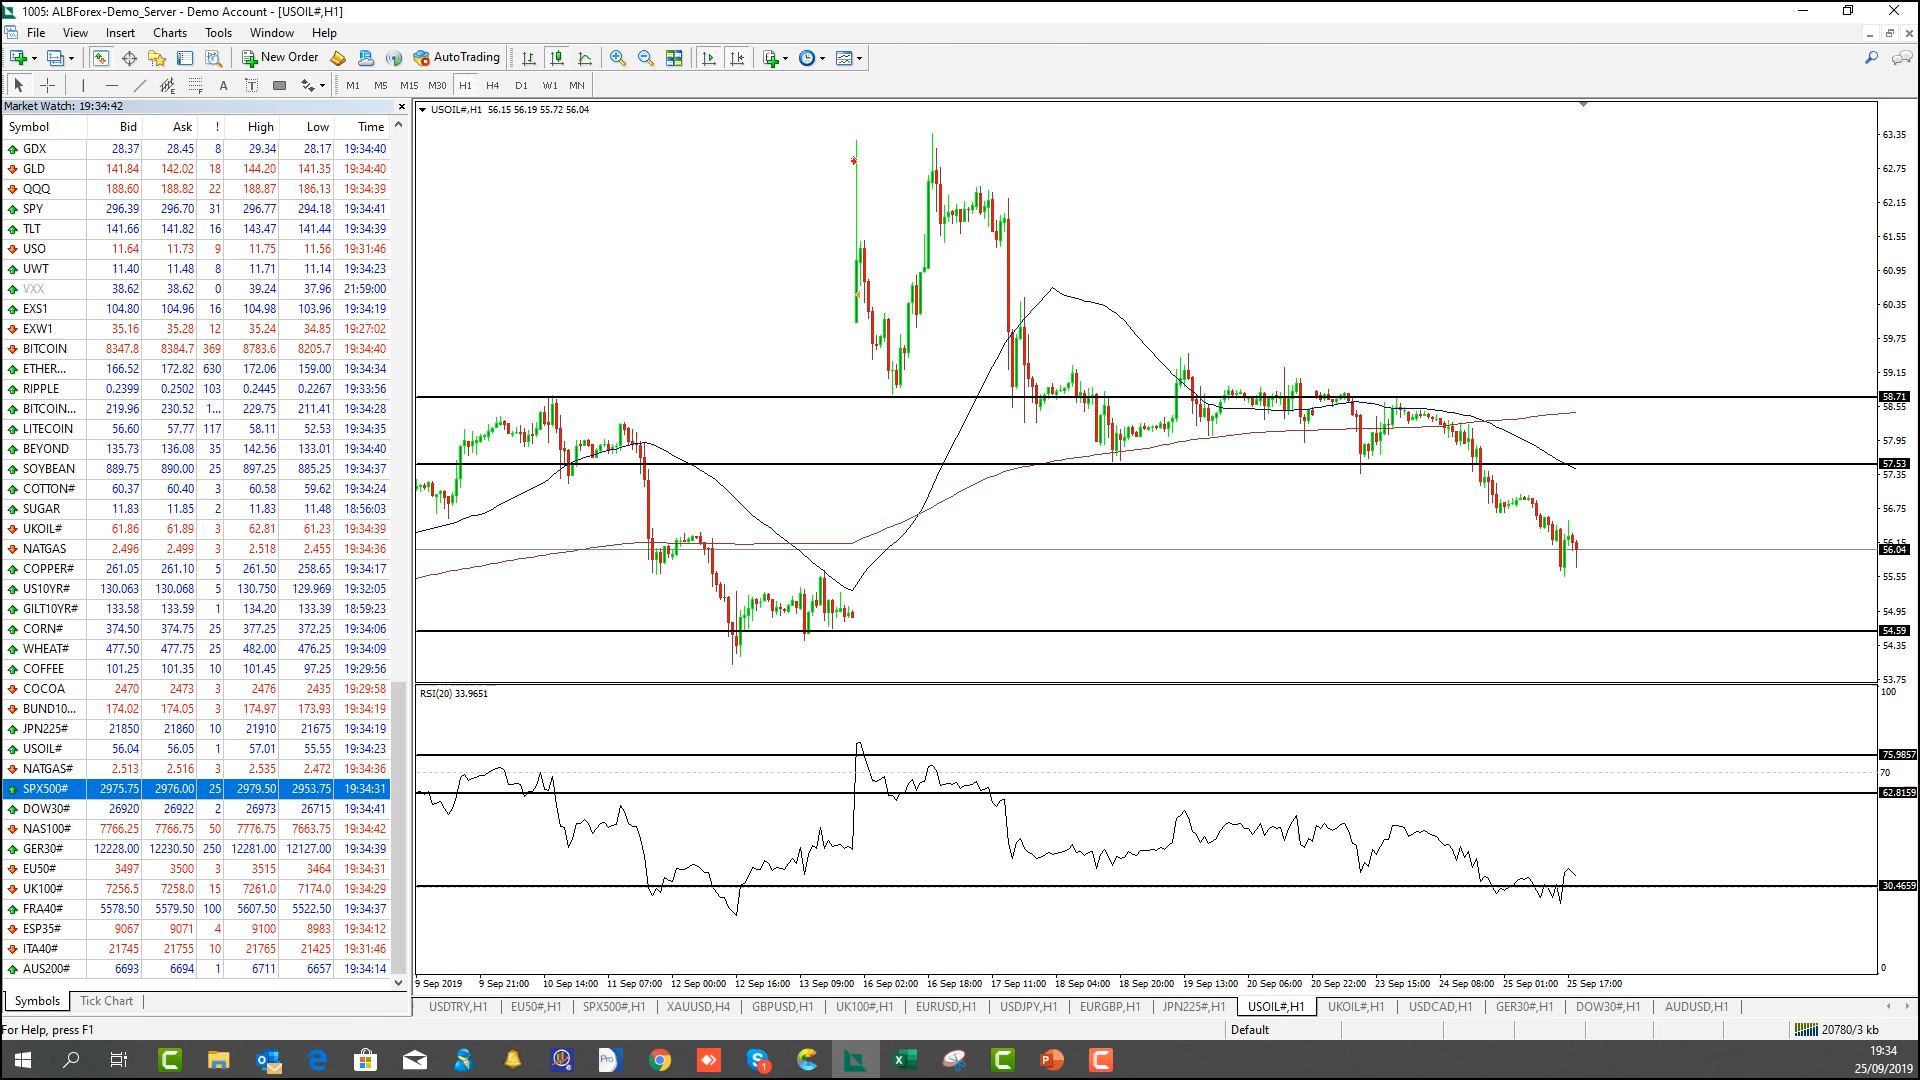 1005: ALBForex-Demo_Server - Demo Account - [USOIL#,H1]
File View Insert Charts Tools Window Help
New Order AutoTrading
A T M1 M5 M15 M30 H1 H4 D1 W1 MN
Market Watch: 19:34:42
Symbol Bid Ask ! High Low Time
GDX 28.37 28.45 8 29.34 28.17 19:34:40
GLD 141.84 142.02 18 144.20 141.35 19:34:40
QQQ 188.60 188.82 22 188.87 186.13 19:34:39
SPY 296.39 296.70 31 296.77 294.18 19:34:41
TLT 141.66 141.82 16 143.47 141.44 19:34:39
USO 11.64 11.73 9 11.75 11.56 19:31:46
UWT 11.40 11.48 8 11.71 11.14 19:34:23
VXX 38.62 38.62 0 39.24 37.96 21:59:00
EXS1 104.80 104.96 16 104.98 103.96 19:34:19
EXW1 35.16 35.28 12 35.24 34.85 19:27:02
BITCOIN 8347.8 8384.7 369 8783.6 8205.7 19:34:40
ETHER... 166.52 172.82 630 172.06 159.00 19:34:34
RIPPLE 0.2399 0.2502 103 0.2445 0.2267 19:33:56
BITCOIN... 219.96 230.52 1... 229.75 211.41 19:34:28
LITECOIN 56.60 57.77 117 58.11 52.53 19:34:35
BEYOND 135.73 136.08 35 142.56 133.01 19:34:40
SOYBEAN 889.75 890.00 25 897.25 885.25 19:34:37
COTTON# 60.37 60.40 3 60.58 59.62 19:34:24
SUGAR 11.83 11.85 2 11.83 11.48 18:56:03
UKOIL# 61.86 61.89 3 62.81 61.23 19:34:39
NATGAS 2.496 2.499 3 2.518 2.455 19:34:36
COPPER# 261.05 261.10 5 261.50 258.65 19:34:17
US10YR# 130.063 130.068 5 130.750 129.969 19:32:05
GILT10YR# 133.58 133.59 1 134.20 133.39 18:59:23
CORN# 374.50 374.75 25 377.25 372.25 19:34:06
WHEAT# 477.50 477.75 25 482.00 476.25 19:34:09
COFFEE 101.25 101.35 10 101.45 97.25 19:29:56
COCOA 2470 2473 3 2476 2435 19:29:58
BUND10... 174.02 174.05 3 174.97 173.93 19:34:19
JPN225# 21850 21860 10 21910 21675 19:34:19
USOIL# 56.04 56.05 1 57.01 55.55 19:34:23
NATGAS# 2.513 2.516 3 2.535 2.472 19:34:36
SPX500# 2975.75 2976.00 25 2979.50 2953.75 19:34:31
DOW30# 26920 26922 2 26973 26715 19:34:41
NAS100# 7766.25 7766.75 50 7776.75 7663.75 19:34:42
GER30# 12228.00 12230.50 250 12281.00 12127.00 19:34:39
EU50# 3497 3500 3 3515 3464 19:34:31
UK100# 7256.5 7258.0 15 7261.0 7174.0 19:34:29
FRA40# 5578.50 5579.50 100 5607.50 5522.50 19:34:37
ESP35# 9067 9071 4 9100 8983 19:34:12
ITA40# 21745 21755 10 21765 21425 19:31:46
AUS200# 6693 6694 1 6711 6657 19:34:14
Symbols Tick Chart
USOIL#,H1 56.15 56.19 55.72 56.04
63.35
62.75
62.15
61.55
60.95
60.35
59.75
59.15
58.71
58.55
57.95
57.53
57.35
56.75
56.15
56.04
55.55
54.95
54.59
54.35
53.75
RSI(20) 33.9651
100
75.9857
70
62.8159
30.4659
0
9 Sep 2019 9 Sep 21:00 10 Sep 14:00 11 Sep 07:00 12 Sep 00:00 12 Sep 16:00 13 Sep 09:00 16 Sep 02:00 16 Sep 18:00 17 Sep 11:00 18 Sep 04:00 18 Sep 20:00 19 Sep 13:00 20 Sep 06:00 20 Sep 22:00 23 Sep 15:00 24 Sep 08:00 25 Sep 01:00 25 Sep 17:00
USDTRY,H1 EU50#,H1 SPX500#,H1 XAUUSD,H4 GBPUSD,H1 UK100#,H1 EURUSD,H1 USDJPY,H1 EURGBP,H1 JPN225#,H1 USOIL#,H1 UKOIL#,H1 USDCAD,H1 GER30#,H1 DOW30#,H1 AUDUSD,H1
For Help, press F1 Default 20780/3 kb
19:34
25/09/2019